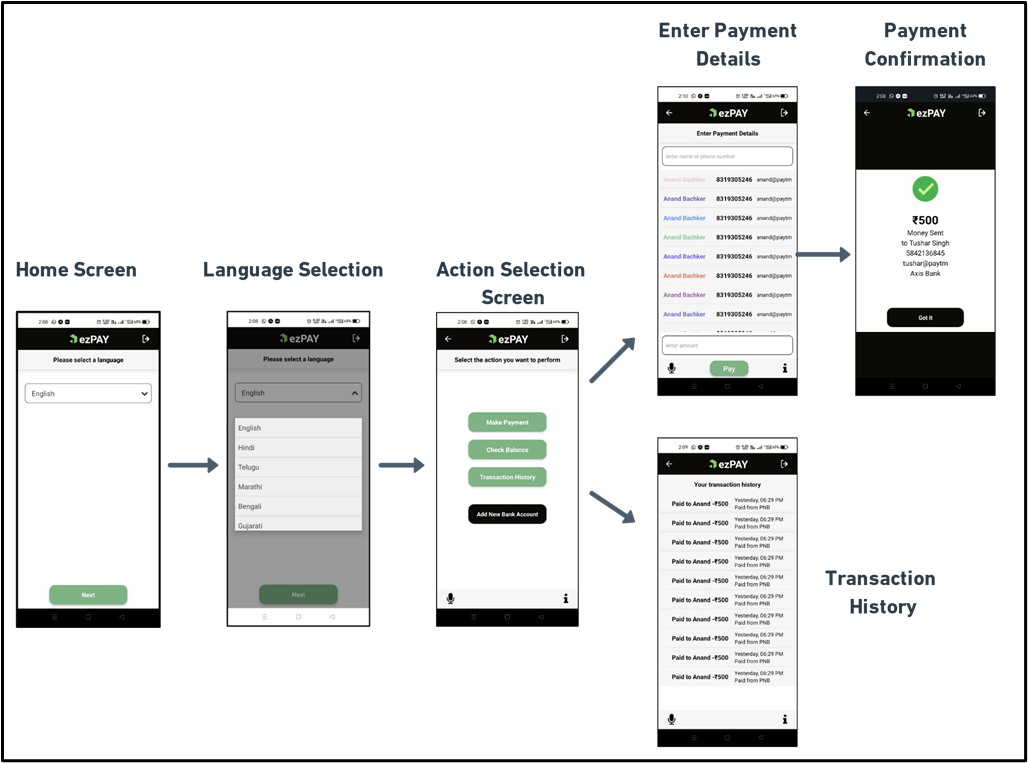 Enter Payment
Details
Payment
Confirmation
Home Screen
Language Selection
Action Selection
Screen
2:08
ezPAY
Please select a language
English
Next
2:08
ezPAY
Please select a language
English
English
Hindi
Telugu
Marathi
Bengali
Gujarati
Next
2:08
ezPAY
Select the action you want to perform
Make Payment
Check Balance
Transaction History
Add New Bank Account
2:10
ezPAY
Enter Payment Details
enter name or phone number
Anand Bachker 8319305246 anand@paytm
Anand Bachker 8319305246 anand@paytm
Anand Bachker 8319305246 anand@paytm
Anand Bachker 8319305246 anand@paytm
Anand Bachker 8319305246 anand@paytm
Anand Bachker 8319305246 anand@paytm
Anand Bachker 8319305246 anand@paytm
Anand Bachker 8319305246 anand@paytm
enter amount
Pay
2:08
ezPAY
₹500
Money Sent
to Tushar Singh
5842136845
tushar@paytm
Axis Bank
Got it
2:09
ezPAY
Your transaction history
Paid to Anand -₹500 Yesterday, 06:29 PM
Paid from PNB
Paid to Anand -₹500 Yesterday, 06:29 PM
Paid from PNB
Paid to Anand -₹500 Yesterday, 06:29 PM
Paid from PNB
Paid to Anand -₹500 Yesterday, 06:29 PM
Paid from PNB
Paid to Anand -₹500 Yesterday, 06:29 PM
Paid from PNB
Paid to Anand -₹500 Yesterday, 06:29 PM
Paid from PNB
Paid to Anand -₹500 Yesterday, 06:29 PM
Paid from PNB
Paid to Anand -₹500 Yesterday, 06:29 PM
Paid from PNB
Paid to Anand -₹500 Yesterday, 06:29 PM
Paid from PNB
Paid to Anand -₹500 Yesterday, 06:29 PM
Paid from PNB
Transaction
History